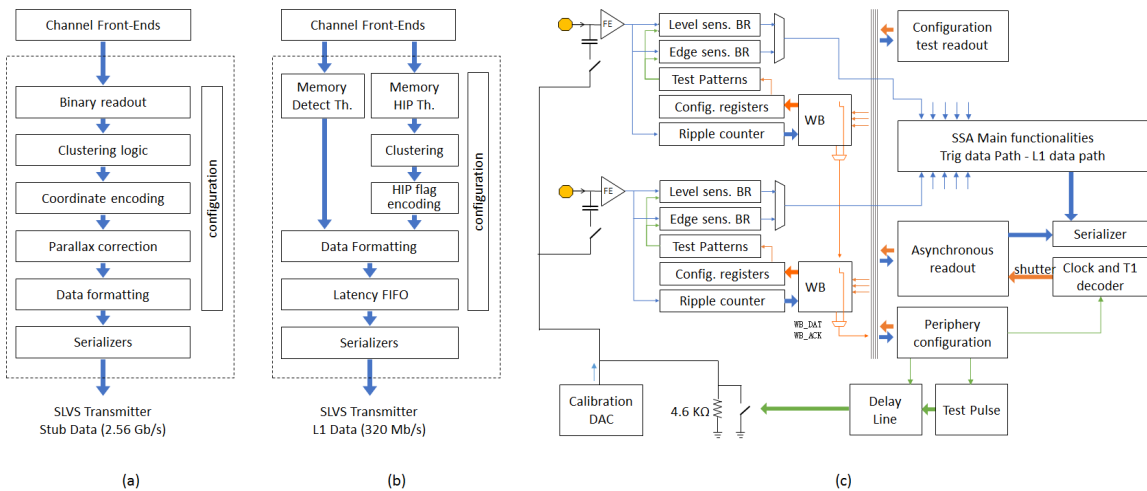 Channel Front-Ends
Binary readout
Clustering logic
Coordinate encoding
Parallax correction
Data formatting
Serializers
configuration
SLVS Transmitter
Stub Data (2.56 Gb/s)
(a)
Channel Front-Ends
Memory
Detect Th.
Memory
HIP Th.
Clustering
HIP flag
encoding
Data Formatting
Latency FIFO
Serializers
configuration
SLVS Transmitter
L1 Data (320 Mb/s)
(b)
FE
Level sens. BR
Edge sens. BR
Test Patterns
Config. registers
Ripple counter
WB
FE
Level sens. BR
Edge sens. BR
Test Patterns
Config. registers
Ripple counter
WB
WB_DAT
WB_ACK
Configuration
test readout
SSA Main functionalities
Trig data Path - L1 data path
Asynchronous
readout
Serializer
shutter
Clock and T1
decoder
Periphery
configuration
Calibration
DAC
4.6 KΩ
Delay
Line
Test Pulse
(c)